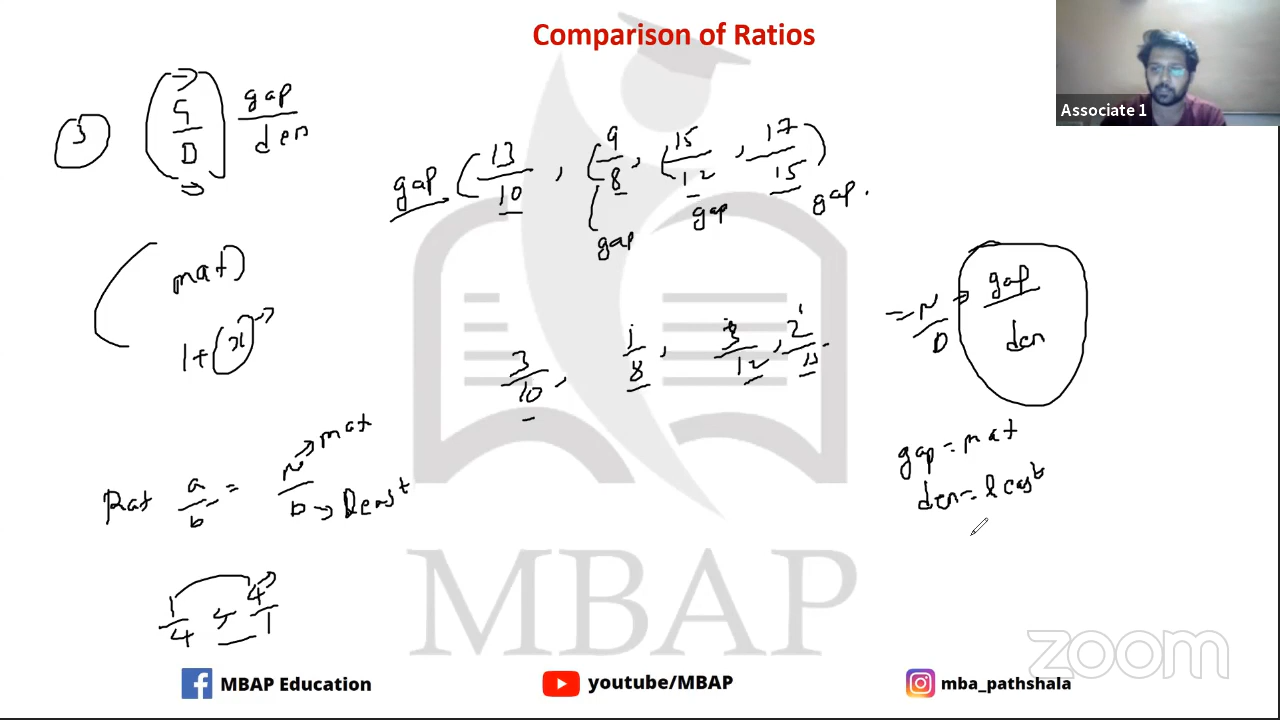 Comparison of Ratios
Associate 1
3
G/D gap/den
gap (13/10, 9/8, 15/12, 17/15)
gap gap gap.
mat)
1+(x)
3/10, 1/8, 3/12, 2/15
= N/D → gap/den
gap = mat
den = least
a/b = N/D → mat
→ least
1/4 4/1
MBAP
zoom
MBAP Education
youtube/MBAP
mba_pathshala